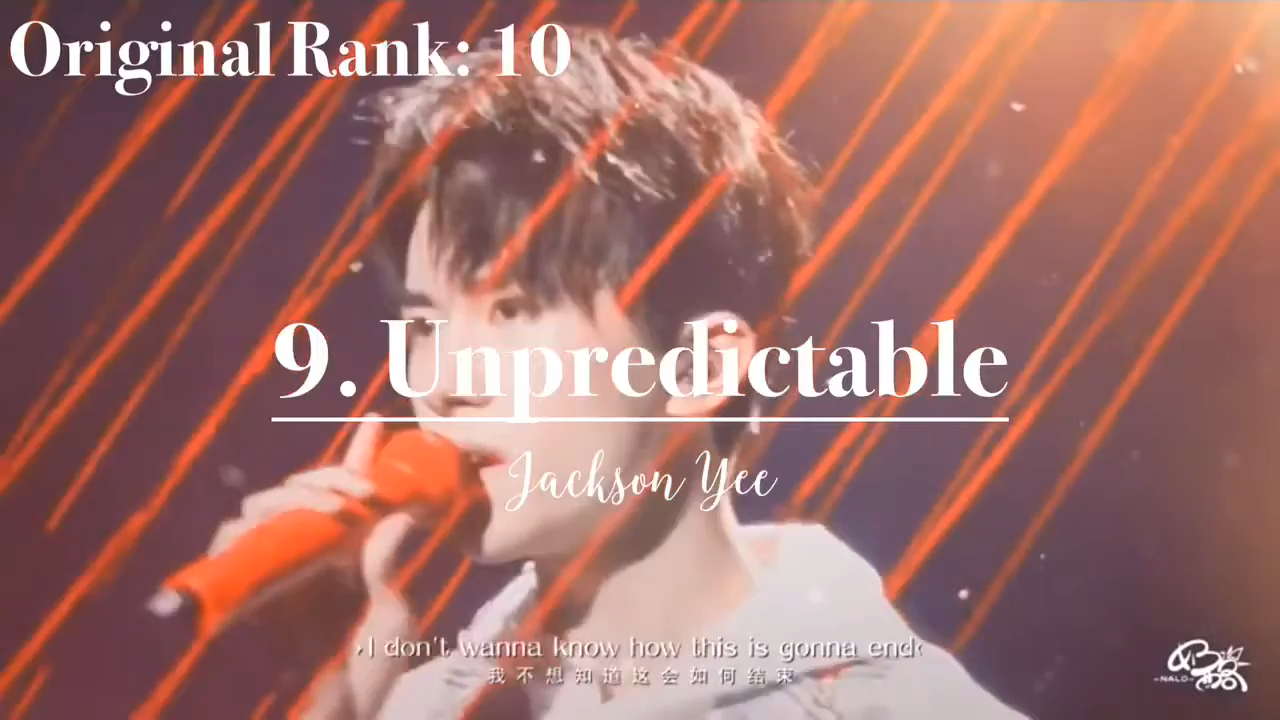 Original Rank: 10
9. Unpredictable
Jackson Yee
I don't wanna know how this is gonna end
我不想知道这会如何结束
-NALO-